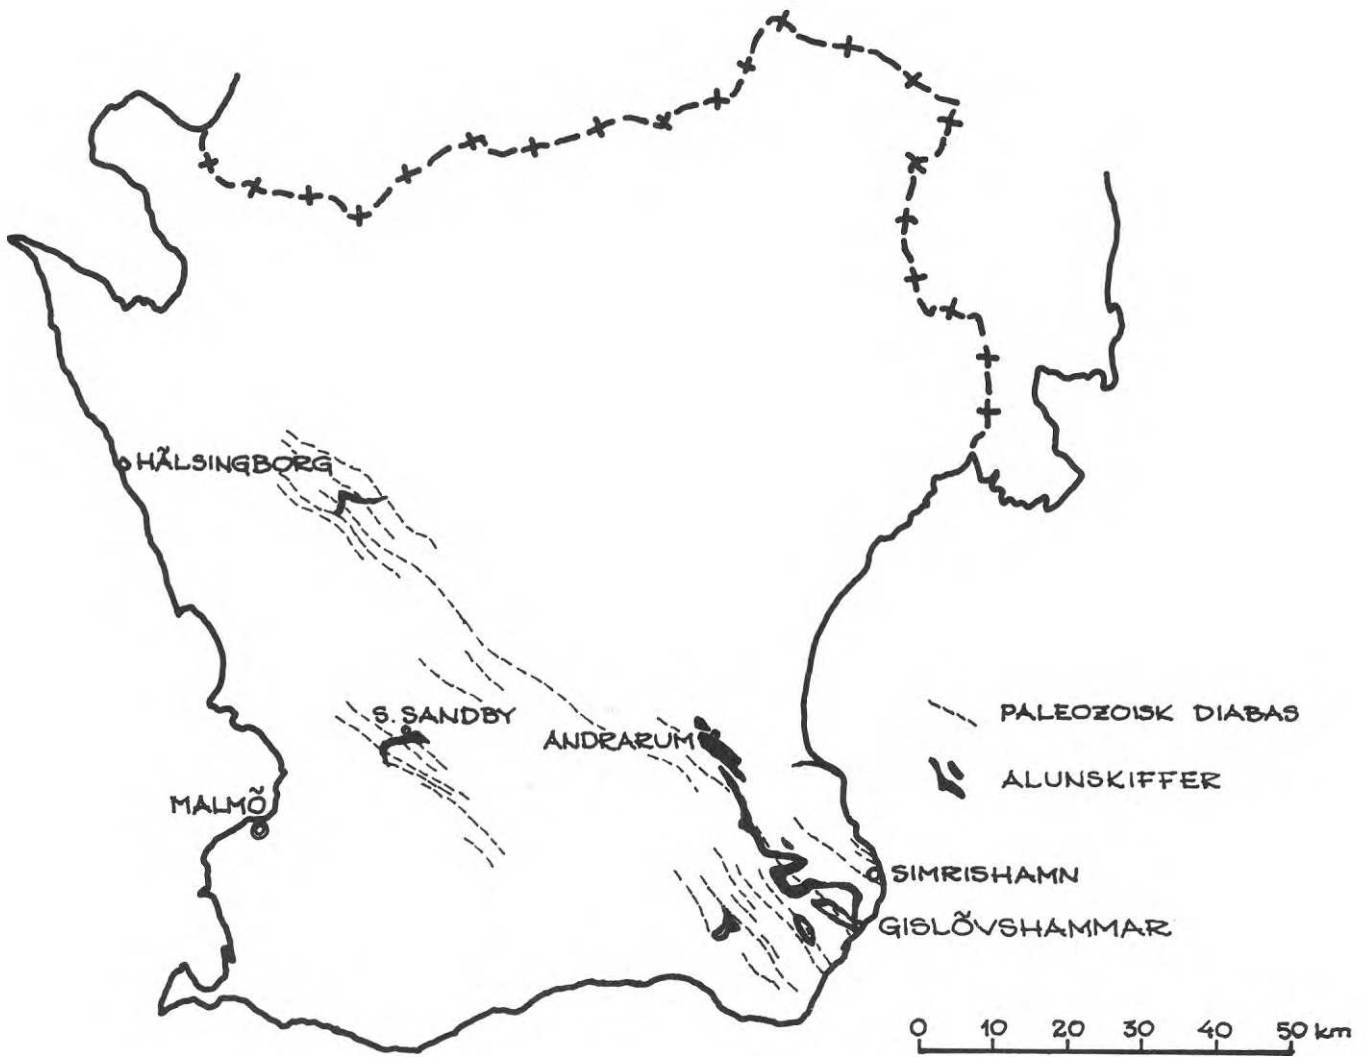 HÄLSINGBORG
S. SANDBY
ANDRARUM
MALMÖ
PALEOZOISK DIABAS
ALUNSKIFFER
SIMRISHAMN
GISLÖVSHAMMAR
0 10 20 30 40 50 km